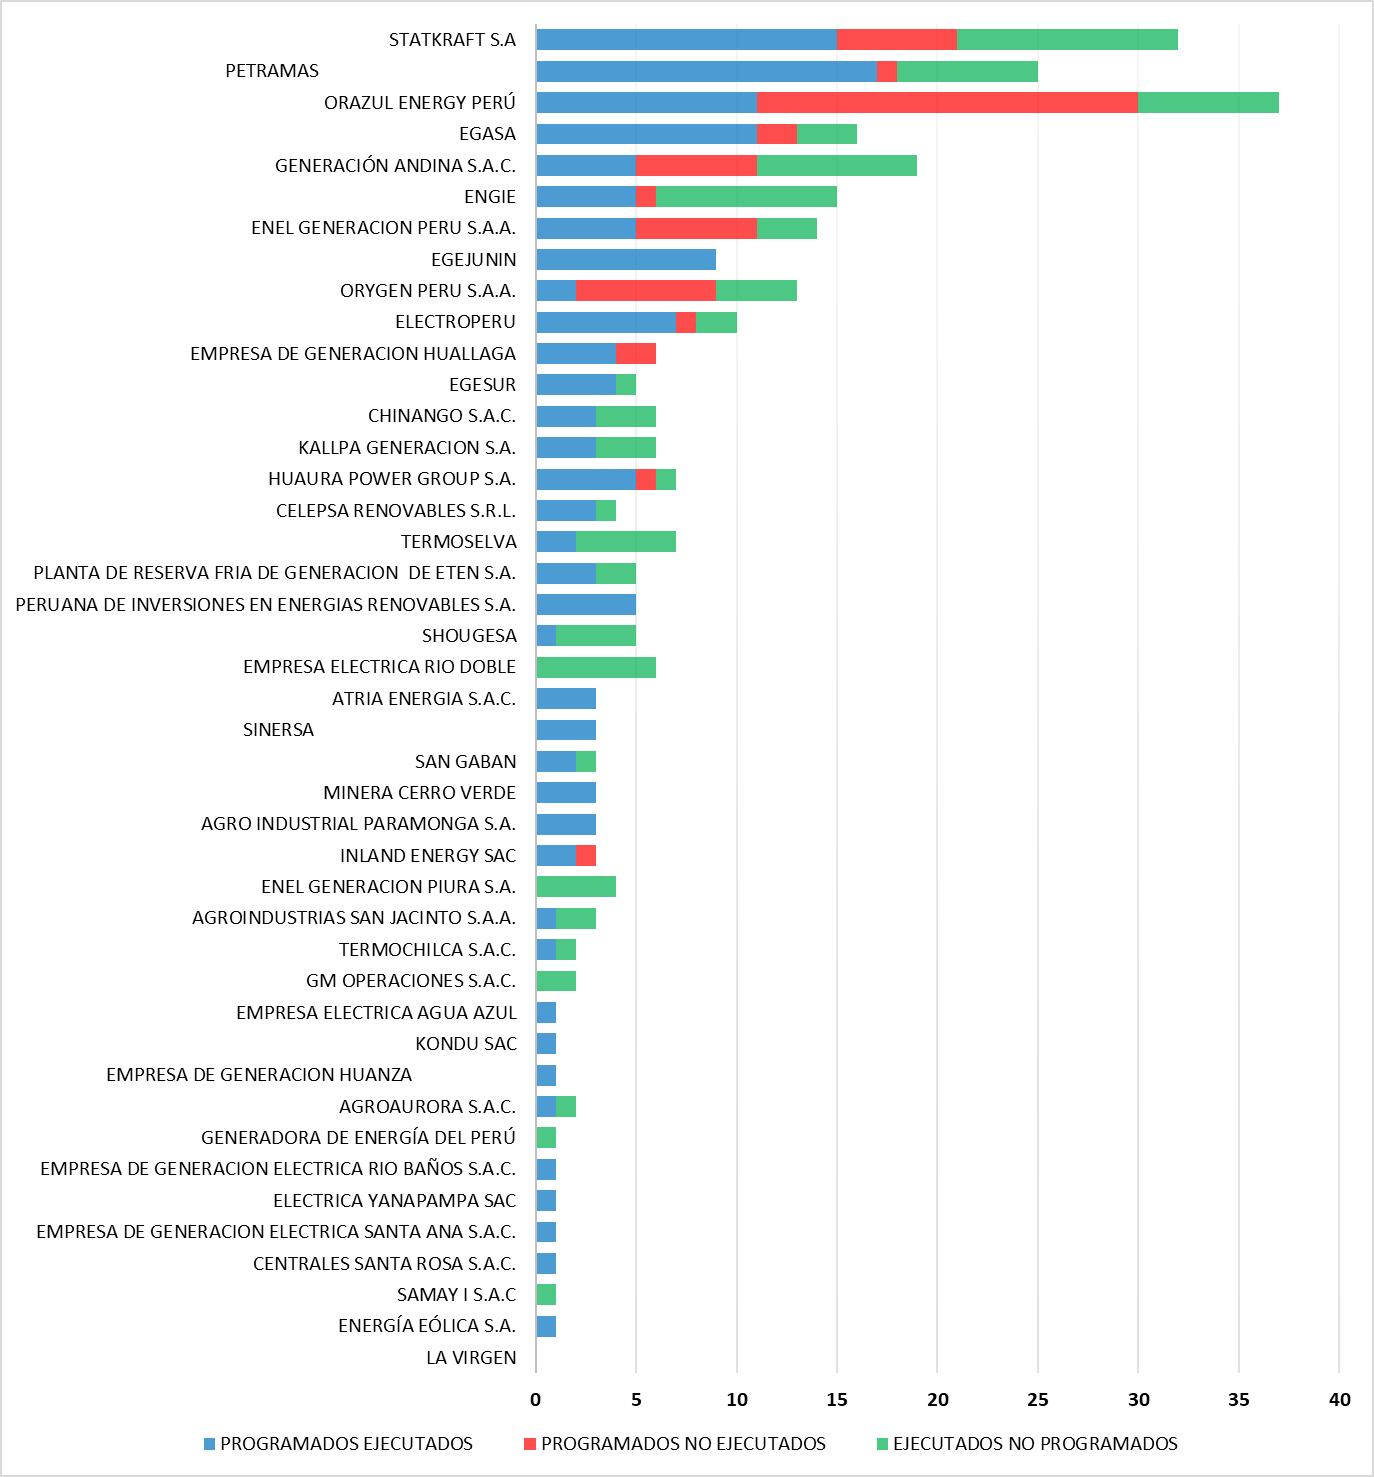 STATKRAFT S.A
PETRAMAS
ORAZUL ENERGY PERÚ
EGASA
GENERACIÓN ANDINA S.A.C.
ENGIE
ENEL GENERACION PERU S.A.A.
EGEJUNIN
ORYGEN PERU S.A.A.
ELECTROPERU
EMPRESA DE GENERACION HUALLAGA
EGESUR
CHINANGO S.A.C.
KALLPA GENERACION S.A.
HUAURA POWER GROUP S.A.
CELEPSA RENOVABLES S.R.L.
TERMOSELVA
PLANTA DE RESERVA FRIA DE GENERACION  DE ETEN S.A.
PERUANA DE INVERSIONES EN ENERGIAS RENOVABLES S.A.
SHOUGESA
EMPRESA ELECTRICA RIO DOBLE
ATRIA ENERGIA S.A.C.
SINERSA
SAN GABAN
MINERA CERRO VERDE
AGRO INDUSTRIAL PARAMONGA S.A.
INLAND ENERGY SAC
ENEL GENERACION PIURA S.A.
AGROINDUSTRIAS SAN JACINTO S.A.A.
TERMOCHILCA S.A.C.
GM OPERACIONES S.A.C.
EMPRESA ELECTRICA AGUA AZUL
KONDU SAC
EMPRESA DE GENERACION HUANZA
AGROAURORA S.A.C.
GENERADORA DE ENERGÍA DEL PERÚ
EMPRESA DE GENERACION ELECTRICA RIO BAÑOS S.A.C.
ELECTRICA YANAPAMPA SAC
EMPRESA DE GENERACION ELECTRICA SANTA ANA S.A.C.
CENTRALES SANTA ROSA S.A.C.
SAMAY I S.A.C
ENERGÍA EÓLICA S.A.
LA VIRGEN
0 5 10 15 20 25 30 35 40
PROGRAMADOS EJECUTADOS PROGRAMADOS NO EJECUTADOS EJECUTADOS NO PROGRAMADOS